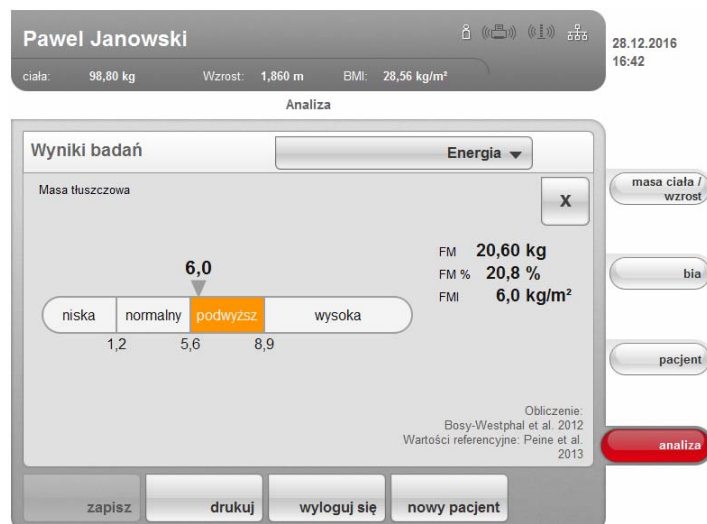 Pawel Janowski
28.12.2016
16:42
ciała: 98,80 kg Wzrost: 1,860 m BMI: 28,56 kg/m²
Analiza
Wyniki badań
Energia
Masa tłuszczowa
X
masa ciała /
wzrost
FM 20,60 kg
FM % 20,8 %
FMI 6,0 kg/m²
6,0
niska normalny podwyższ wysoka
1,2 5,6 8,9
bia
pacjent
Obliczenie:
Bosy-Westphal et al. 2012
Wartości referencyjne: Peine et al.
2013
analiza
zapisz drukuj wyloguj się nowy pacjent